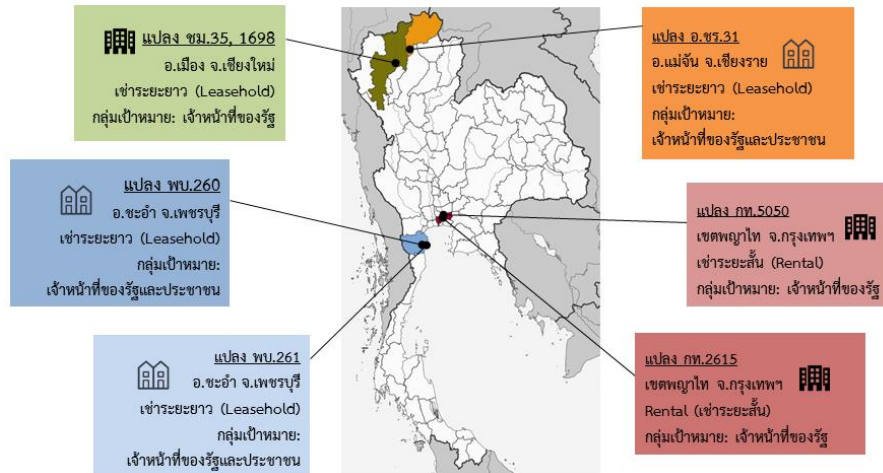 แปลง ชม.35, 1698
อ.เมือง จ.เชียงใหม่
เช่าระยะยาว (Leasehold)
กลุ่มเป้าหมาย: เจ้าหน้าที่ของรัฐ
แปลง อ.ชร.31
อ.แม่จัน จ.เชียงราย
เช่าระยะยาว (Leasehold)
กลุ่มเป้าหมาย:
เจ้าหน้าที่ของรัฐและประชาชน
แปลง พบ.260
อ.ชะอำ จ.เพชรบุรี
เช่าระยะยาว (Leasehold)
กลุ่มเป้าหมาย:
เจ้าหน้าที่ของรัฐและประชาชน
แปลง กท.5050
เขตพญาไท จ.กรุงเทพฯ
เช่าระยะสั้น (Rental)
กลุ่มเป้าหมาย: เจ้าหน้าที่ของรัฐ
แปลง พบ.261
อ.ชะอำ จ.เพชรบุรี
เช่าระยะยาว (Leasehold)
กลุ่มเป้าหมาย:
เจ้าหน้าที่ของรัฐและประชาชน
แปลง กท.2615
เขตพญาไท จ.กรุงเทพฯ
Rental (เช่าระยะสั้น)
กลุ่มเป้าหมาย: เจ้าหน้าที่ของรัฐ